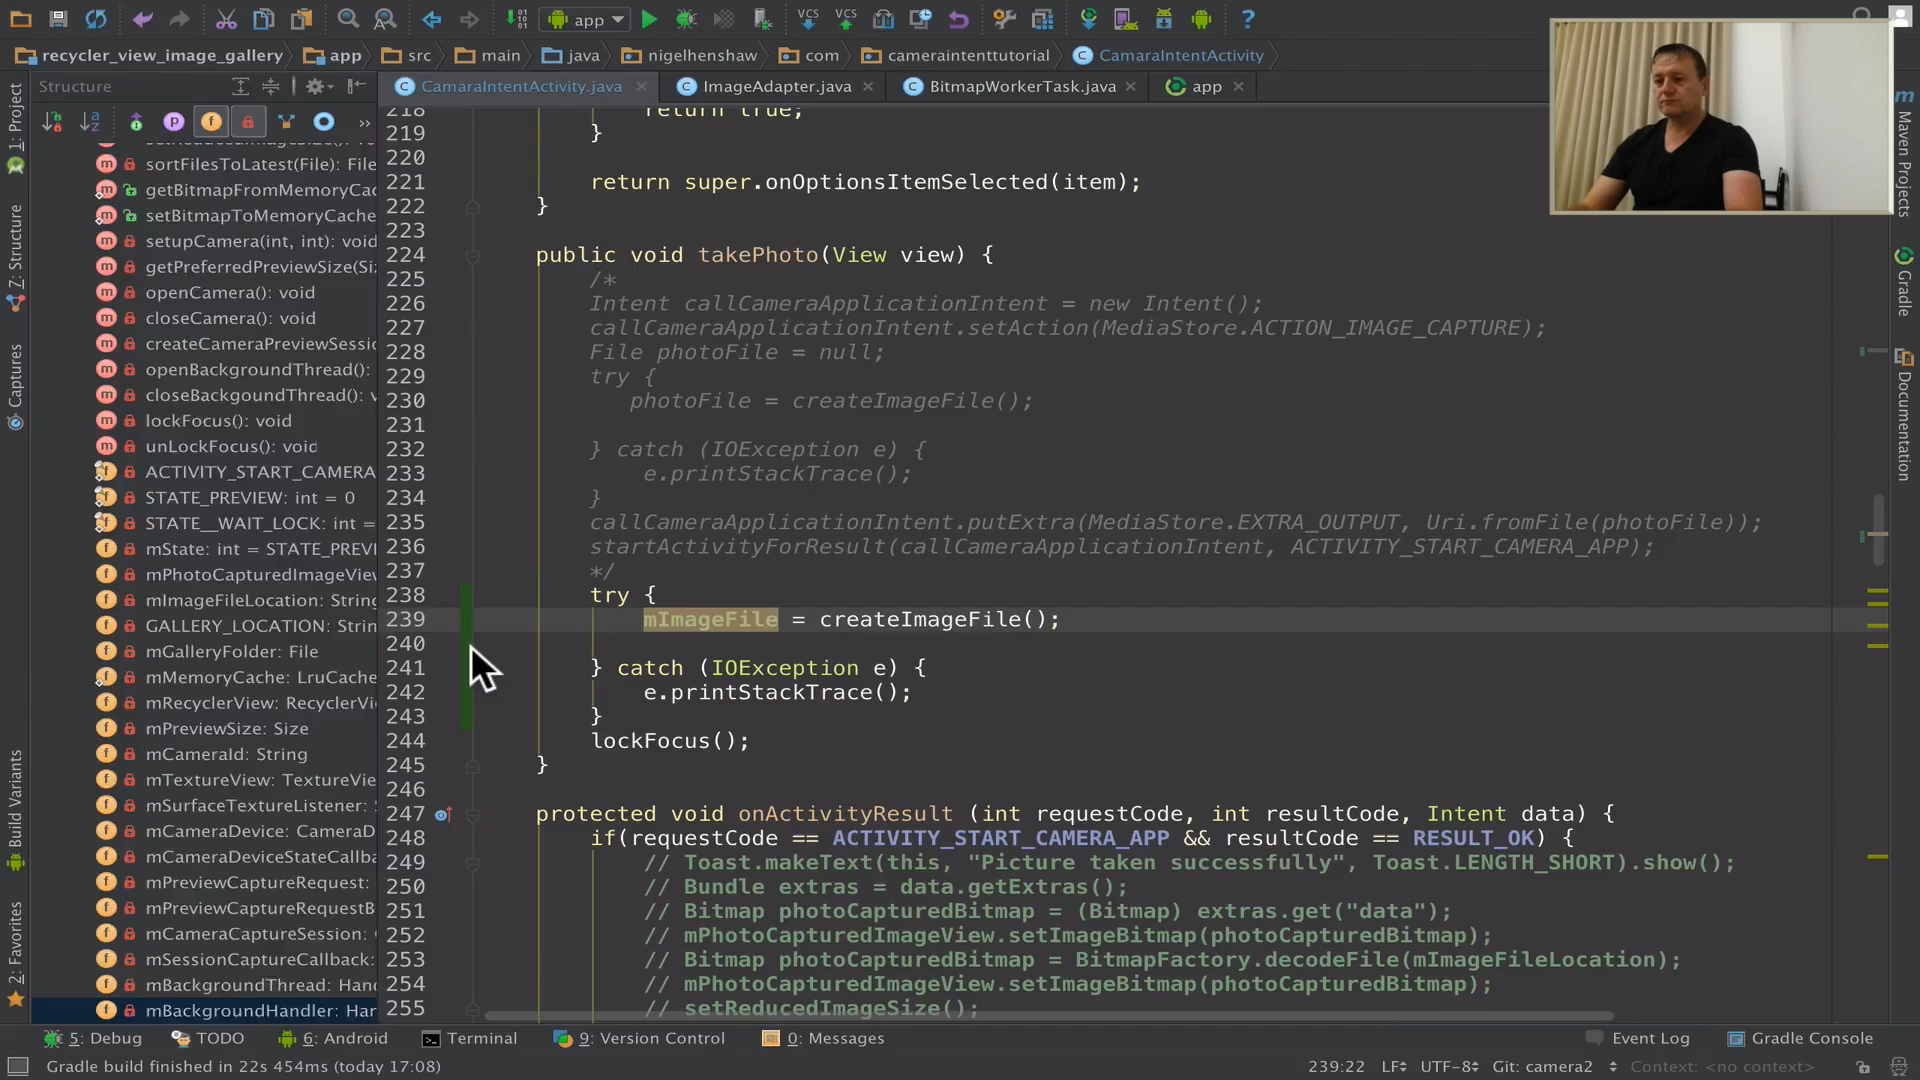 app
recycler_view_image_gallery
app
src
main
java
nigelhenshaw
com
cameraintenttutorial
CamaraIntentActivity
Structure
CamaraIntentActivity.java
ImageAdapter.java
BitmapWorkerTask.java
app
1: Project
7: Structure
Captures
Build Variants
2: Favorites
Maven Projects
Gradle
Documentation
sortFilesToLatest(File): File
getBitmapFromMemoryCac
setBitmapToMemoryCache
setupCamera(int, int): void
getPreferredPreviewSize(Siz
openCamera(): void
closeCamera(): void
createCameraPreviewSessi
openBackgroundThread():
closeBackgoundThread(): v
lockFocus(): void
unLockFocus(): void
ACTIVITY_START_CAMERA
STATE_PREVIEW: int = 0
STATE__WAIT_LOCK: int =
mState: int = STATE_PREVI
mPhotoCapturedImageView
mImageFileLocation: String
GALLERY_LOCATION: Strin
mGalleryFolder: File
mMemoryCache: LruCache
mRecyclerView: RecyclerVi
mPreviewSize: Size
mCameraId: String
mTextureView: TextureVie
mSurfaceTextureListener: S
mCameraDevice: CameraD
mCameraDeviceStateCallba
mPreviewCaptureRequest:
mPreviewCaptureRequestB
mCameraCaptureSession: C
mSessionCaptureCallback:
mBackgroundThread: Hand
mBackgroundHandler: Har
218 return true;
219 }
220
221 return super.onOptionsItemSelected(item);
222 }
223
224 public void takePhoto(View view) {
225 /*
226 Intent callCameraApplicationIntent = new Intent();
227 callCameraApplicationIntent.setAction(MediaStore.ACTION_IMAGE_CAPTURE);
228 File photoFile = null;
229 try {
230 photoFile = createImageFile();
231
232 } catch (IOException e) {
233 e.printStackTrace();
234 }
235 callCameraApplicationIntent.putExtra(MediaStore.EXTRA_OUTPUT, Uri.fromFile(photoFile));
236 startActivityForResult(callCameraApplicationIntent, ACTIVITY_START_CAMERA_APP);
237 */
238 try {
239 mImageFile = createImageFile();
240
241 } catch (IOException e) {
242 e.printStackTrace();
243 }
244 lockFocus();
245 }
246
247 protected void onActivityResult (int requestCode, int resultCode, Intent data) {
248 if(requestCode == ACTIVITY_START_CAMERA_APP && resultCode == RESULT_OK) {
249 // Toast.makeText(this, "Picture taken successfully", Toast.LENGTH_SHORT).show();
250 // Bundle extras = data.getExtras();
251 // Bitmap photoCapturedBitmap = (Bitmap) extras.get("data");
252 // mPhotoCapturedImageView.setImageBitmap(photoCapturedBitmap);
253 // Bitmap photoCapturedBitmap = BitmapFactory.decodeFile(mImageFileLocation);
254 // mPhotoCapturedImageView.setImageBitmap(photoCapturedBitmap);
255 // setReducedImageSize();
5: Debug
TODO
6: Android
Terminal
9: Version Control
0: Messages
Event Log
Gradle Console
Gradle build finished in 22s 454ms (today 17:08)
239:22
LF
UTF-8
Git: camera2
Context: <no context>